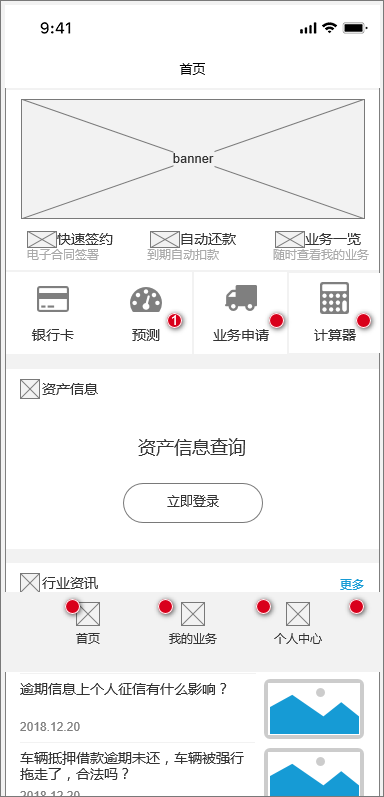 9:41
首页
banner
快速签约 自动还款 业务一览
电子合同签署 到期自动扣款 随时查看我的业务
1
银行卡 预测 业务申请 计算器
资产信息
资产信息查询
立即登录
行业资讯 更多
首页 我的业务 个人中心
逾期信息上个人征信有什么影响？
2018.12.20
车辆抵押借款逾期未还，车辆被强行
拖走了，合法吗？
2018.12.20